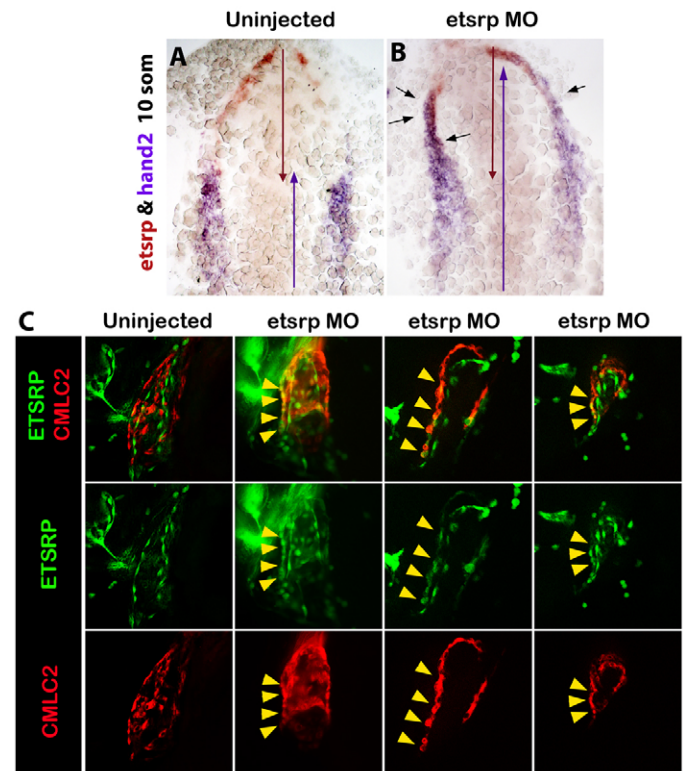 Uninjected etsrp MO
A B
etsrp & hand2 10 som
C
Uninjected etsrp MO etsrp MO etsrp MO
ETSRP
CMLC2
ETSRP
CMLC2